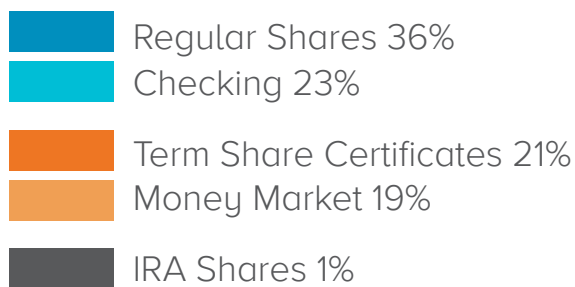 Regular Shares 36%
Checking 23%
Term Share Certificates 21%
Money Market 19%
IRA Shares 1%